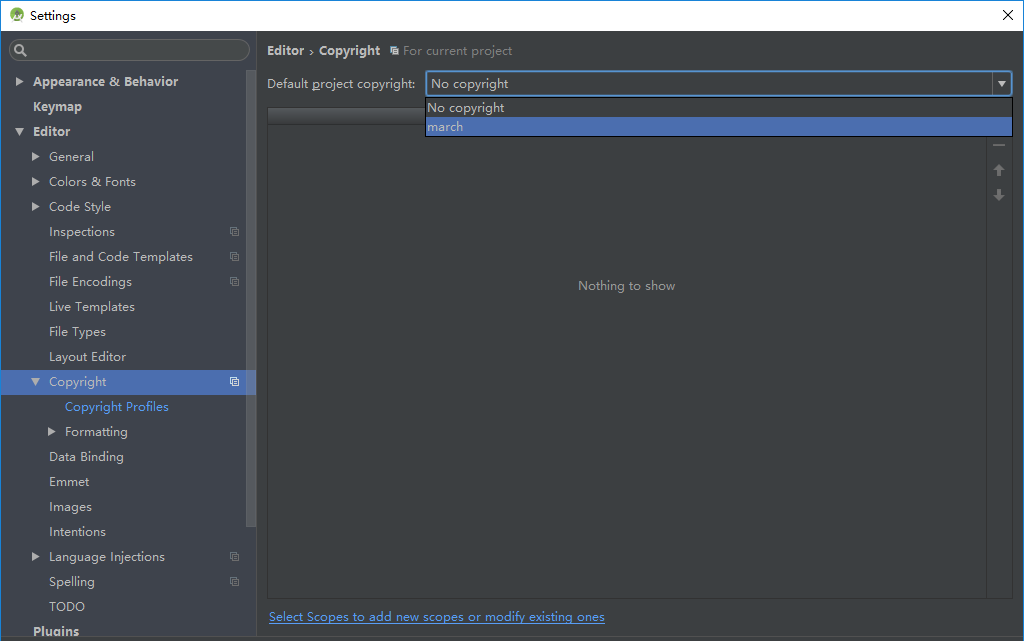 Settings
Appearance & Behavior
Keymap
Editor
General
Colors & Fonts
Code Style
Inspections
File and Code Templates
File Encodings
Live Templates
File Types
Layout Editor
Copyright
Copyright Profiles
Formatting
Data Binding
Emmet
Images
Intentions
Language Injections
Spelling
TODO
Plugins
Editor › Copyright For current project
Default project copyright: No copyright
No copyright
march
Nothing to show
Select Scopes to add new scopes or modify existing ones